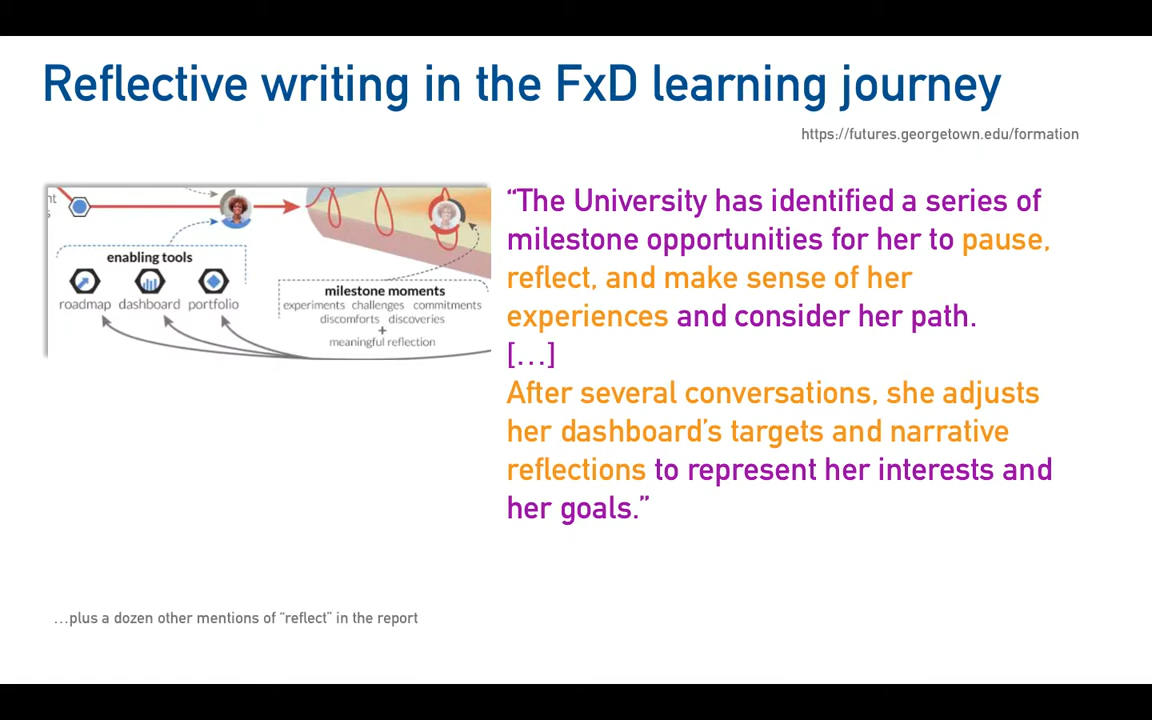 Reflective writing in the FxD learning journey
https://futures.georgetown.edu/formation
enabling tools
roadmap dashboard portfolio
milestone moments
experiments challenges commitments
discomforts discoveries
+
meaningful reflection
“The University has identified a series of
milestone opportunities for her to pause,
reflect, and make sense of her
experiences and consider her path.
[…]
After several conversations, she adjusts
her dashboard’s targets and narrative
reflections to represent her interests and
her goals.”
…plus a dozen other mentions of “reflect” in the report